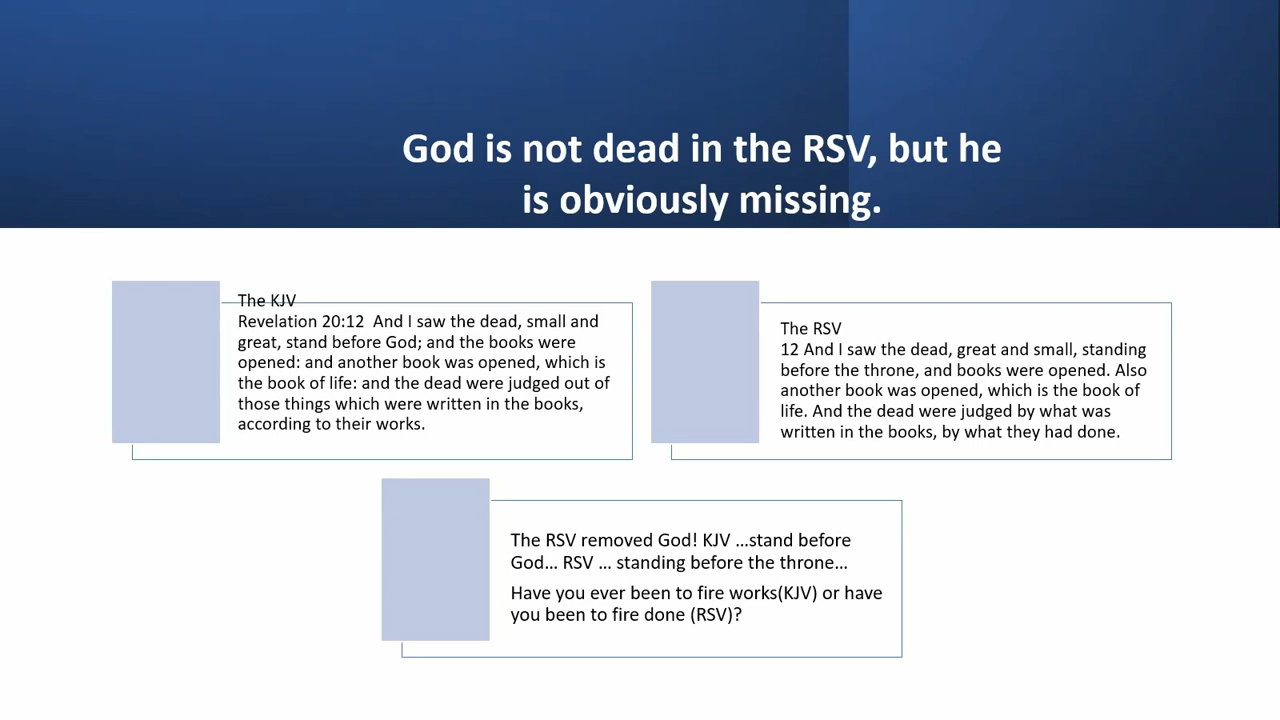 God is not dead in the RSV, but he
is obviously missing.
The KJV
Revelation 20:12  And I saw the dead, small and
great, stand before God; and the books were
opened: and another book was opened, which is
the book of life: and the dead were judged out of
those things which were written in the books,
according to their works.
The RSV
12 And I saw the dead, great and small, standing
before the throne, and books were opened. Also
another book was opened, which is the book of
life. And the dead were judged by what was
written in the books, by what they had done.
The RSV removed God! KJV …stand before
God… RSV … standing before the throne…
Have you ever been to fire works(KJV) or have
you been to fire done (RSV)?